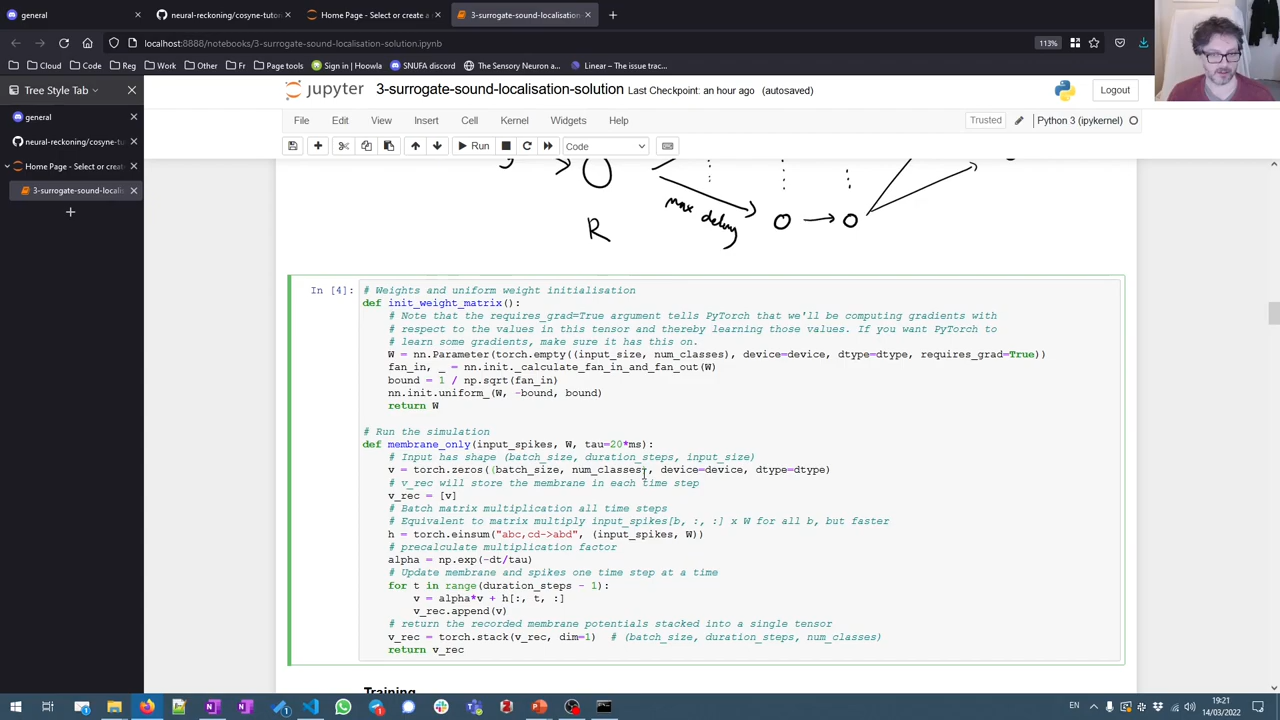 general
neural-reckoning/cosyne-tutor
Home Page - Select or create a
3-surrogate-sound-localisation
localhost:8888/notebooks/3-surrogate-sound-localisation-solution.ipynb
113%
Cloud
Code
Reg
Work
Other
Fun
Page tools
Sign in | Howwla
SNUFA discord
The Sensory Neuron a...
Linear – The issue trac...
Tree Style Tab
general
neural-reckoning/cosyne-tutor
Home Page - Select or create
3-surrogate-sound-localisa
jupyter
3-surrogate-sound-localisation-solution Last Checkpoint: an hour ago (autosaved)
Logout
File
Edit
View
Insert
Cell
Kernel
Widgets
Help
Trusted
Python 3 (ipykernel)
Run
Code
max delay
R
In [4]:
# Weights and uniform weight initialisation
def init_weight_matrix():
# Note that the requires_grad=True argument tells PyTorch that we'll be computing gradients with
# respect to the values in this tensor and thereby learning those values. If you want PyTorch to
# learn some gradients, make sure it has this on.
W = nn.Parameter(torch.empty((input_size, num_classes), device=device, dtype=dtype, requires_grad=True))
fan_in, _ = nn.init._calculate_fan_in_and_fan_out(W)
bound = 1 / np.sqrt(fan_in)
nn.init.uniform_(W, -bound, bound)
return W
# Run the simulation
def membrane_only(input_spikes, W, tau=20*ms):
# Input has shape (batch_size, duration_steps, input_size)
v = torch.zeros((batch_size, num_classes), device=device, dtype=dtype)
# v_rec will store the membrane in each time step
v_rec = [v]
# Batch matrix multiplication all time steps
# Equivalent to matrix multiply input_spikes[b, :, :] x W for all b, but faster
h = torch.einsum("abc,cd->abd", (input_spikes, W))
# precalculate multiplication factor
alpha = np.exp(-dt/tau)
# Update membrane and spikes one time step at a time
for t in range(duration_steps - 1):
v = alpha*v + h[:, t, :]
v_rec.append(v)
# return the recorded membrane potentials stacked into a single tensor
v_rec = torch.stack(v_rec, dim=1) # (batch_size, duration_steps, num_classes)
return v_rec
Training
EN
19:21
14/03/2022